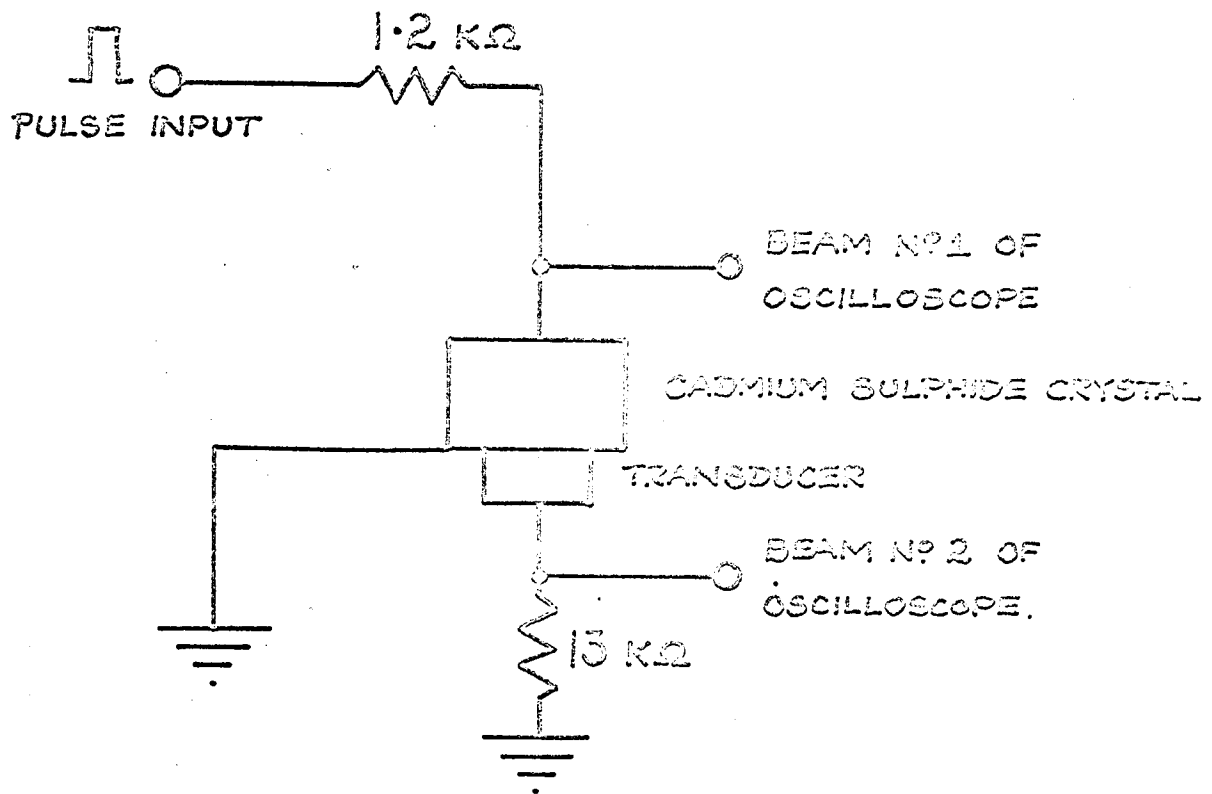 1·2 KΩ
PULSE INPUT
BEAM Nº 1 OF
OSCILLOSCOPE
CADMIUM SULPHIDE CRYSTAL
TRANSDUCER
BEAM Nº 2 OF
OSCILLOSCOPE.
13 KΩ